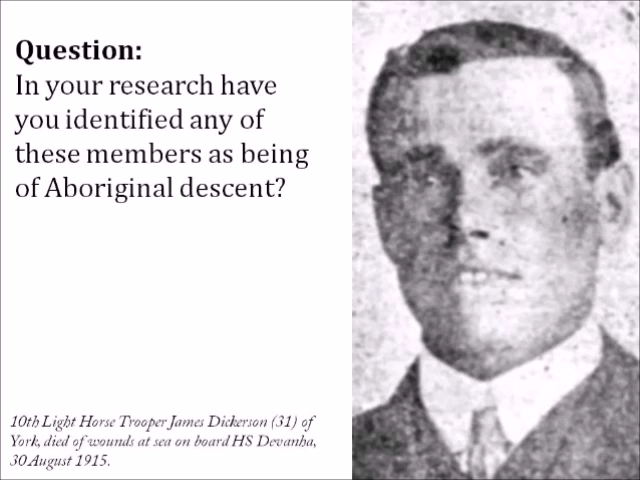 Question:
In your research have
you identified any of
these members as being
of Aboriginal descent?
10th Light Horse Trooper James Dickerson (31) of
York, died of wounds at sea on board HS Devanha,
30 August 1915.